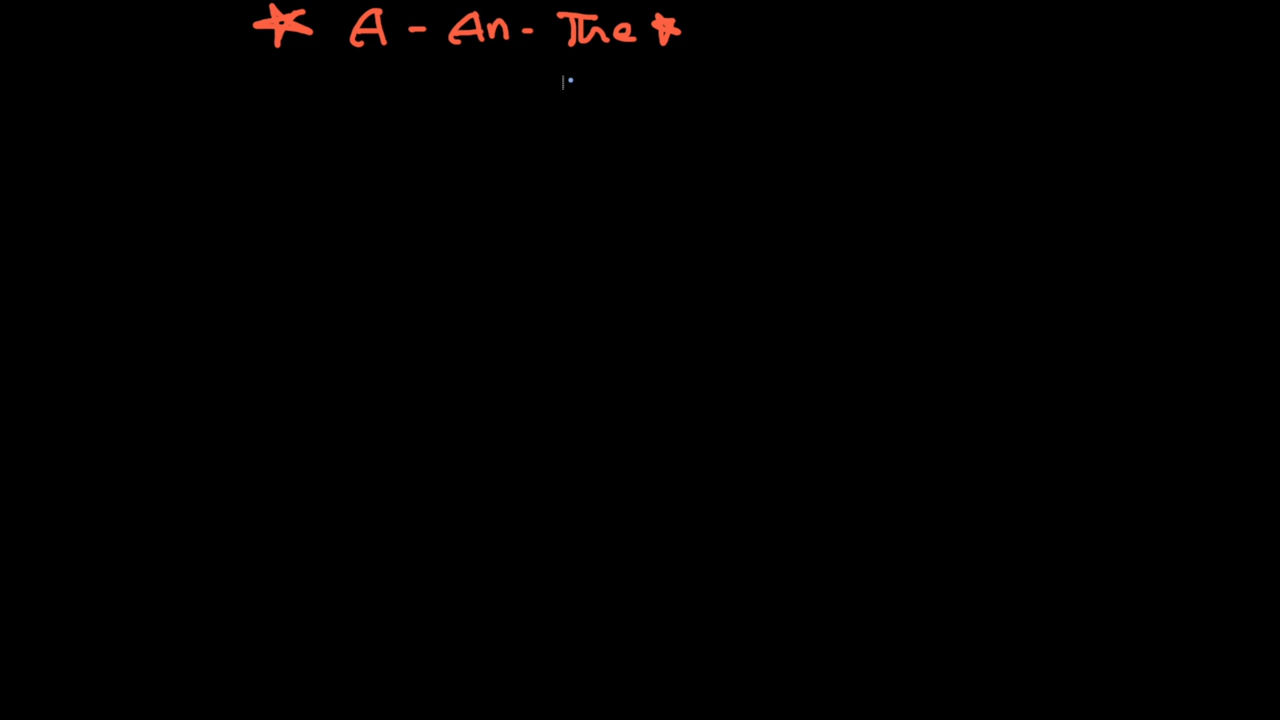 * A - An - The *